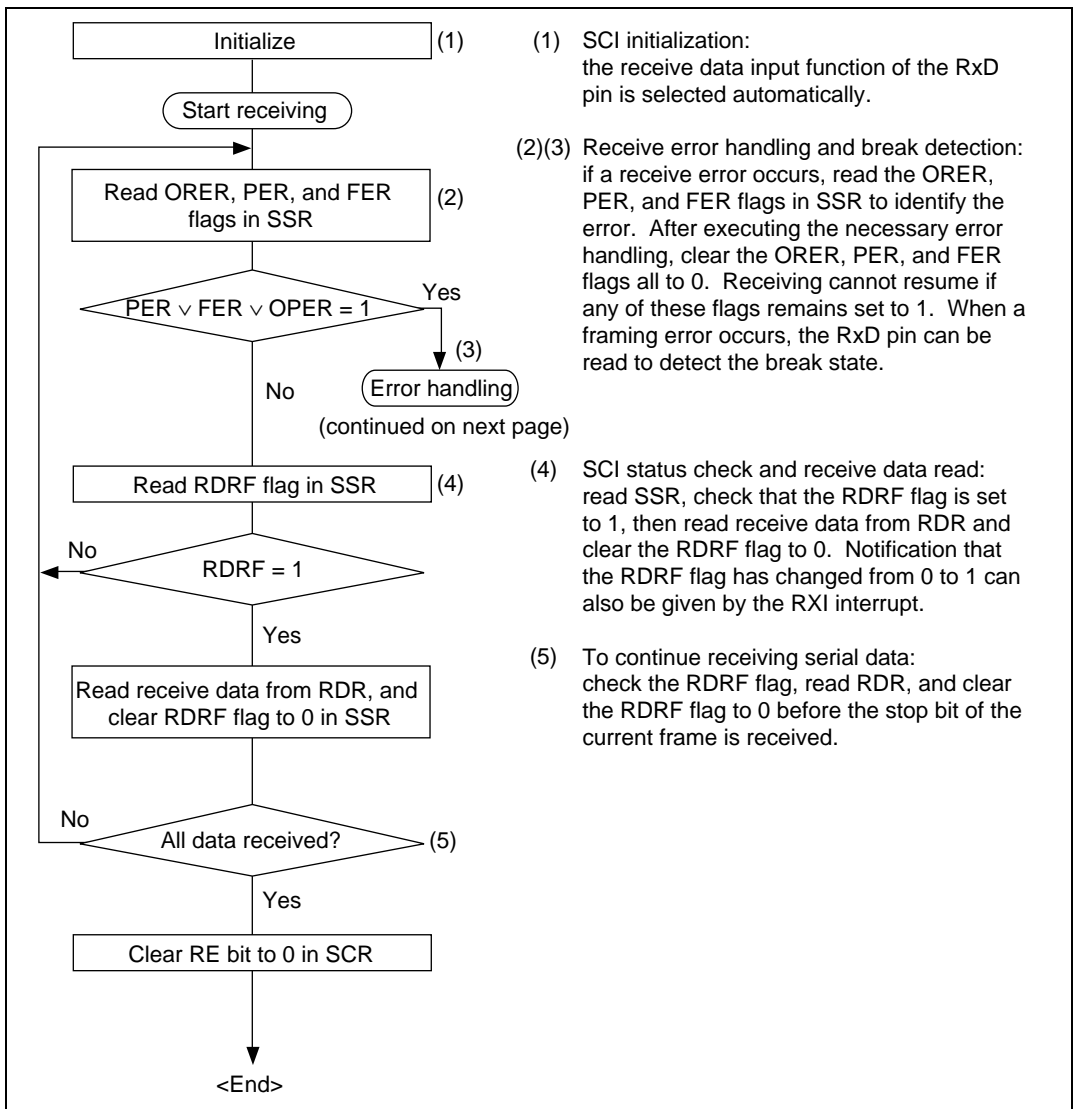 Initialize
(1)
Start receiving
Read ORER, PER, and FER
flags in SSR
(2)
PER ∨ FER ∨ OPER = 1
Yes
(3)
Error handling
(continued on next page)
No
Read RDRF flag in SSR
(4)
No
RDRF = 1
Yes
Read receive data from RDR, and
clear RDRF flag to 0 in SSR
No
All data received?
(5)
Yes
Clear RE bit to 0 in SCR
<End>
(1) SCI initialization:
the receive data input function of the RxD
pin is selected automatically.
(2)(3) Receive error handling and break detection:
if a receive error occurs, read the ORER,
PER, and FER flags in SSR to identify the
error. After executing the necessary error
handling, clear the ORER, PER, and FER
flags all to 0. Receiving cannot resume if
any of these flags remains set to 1. When a
framing error occurs, the RxD pin can be
read to detect the break state.
(4) SCI status check and receive data read:
read SSR, check that the RDRF flag is set
to 1, then read receive data from RDR and
clear the RDRF flag to 0. Notification that
the RDRF flag has changed from 0 to 1 can
also be given by the RXI interrupt.
(5) To continue receiving serial data:
check the RDRF flag, read RDR, and clear
the RDRF flag to 0 before the stop bit of the
current frame is received.